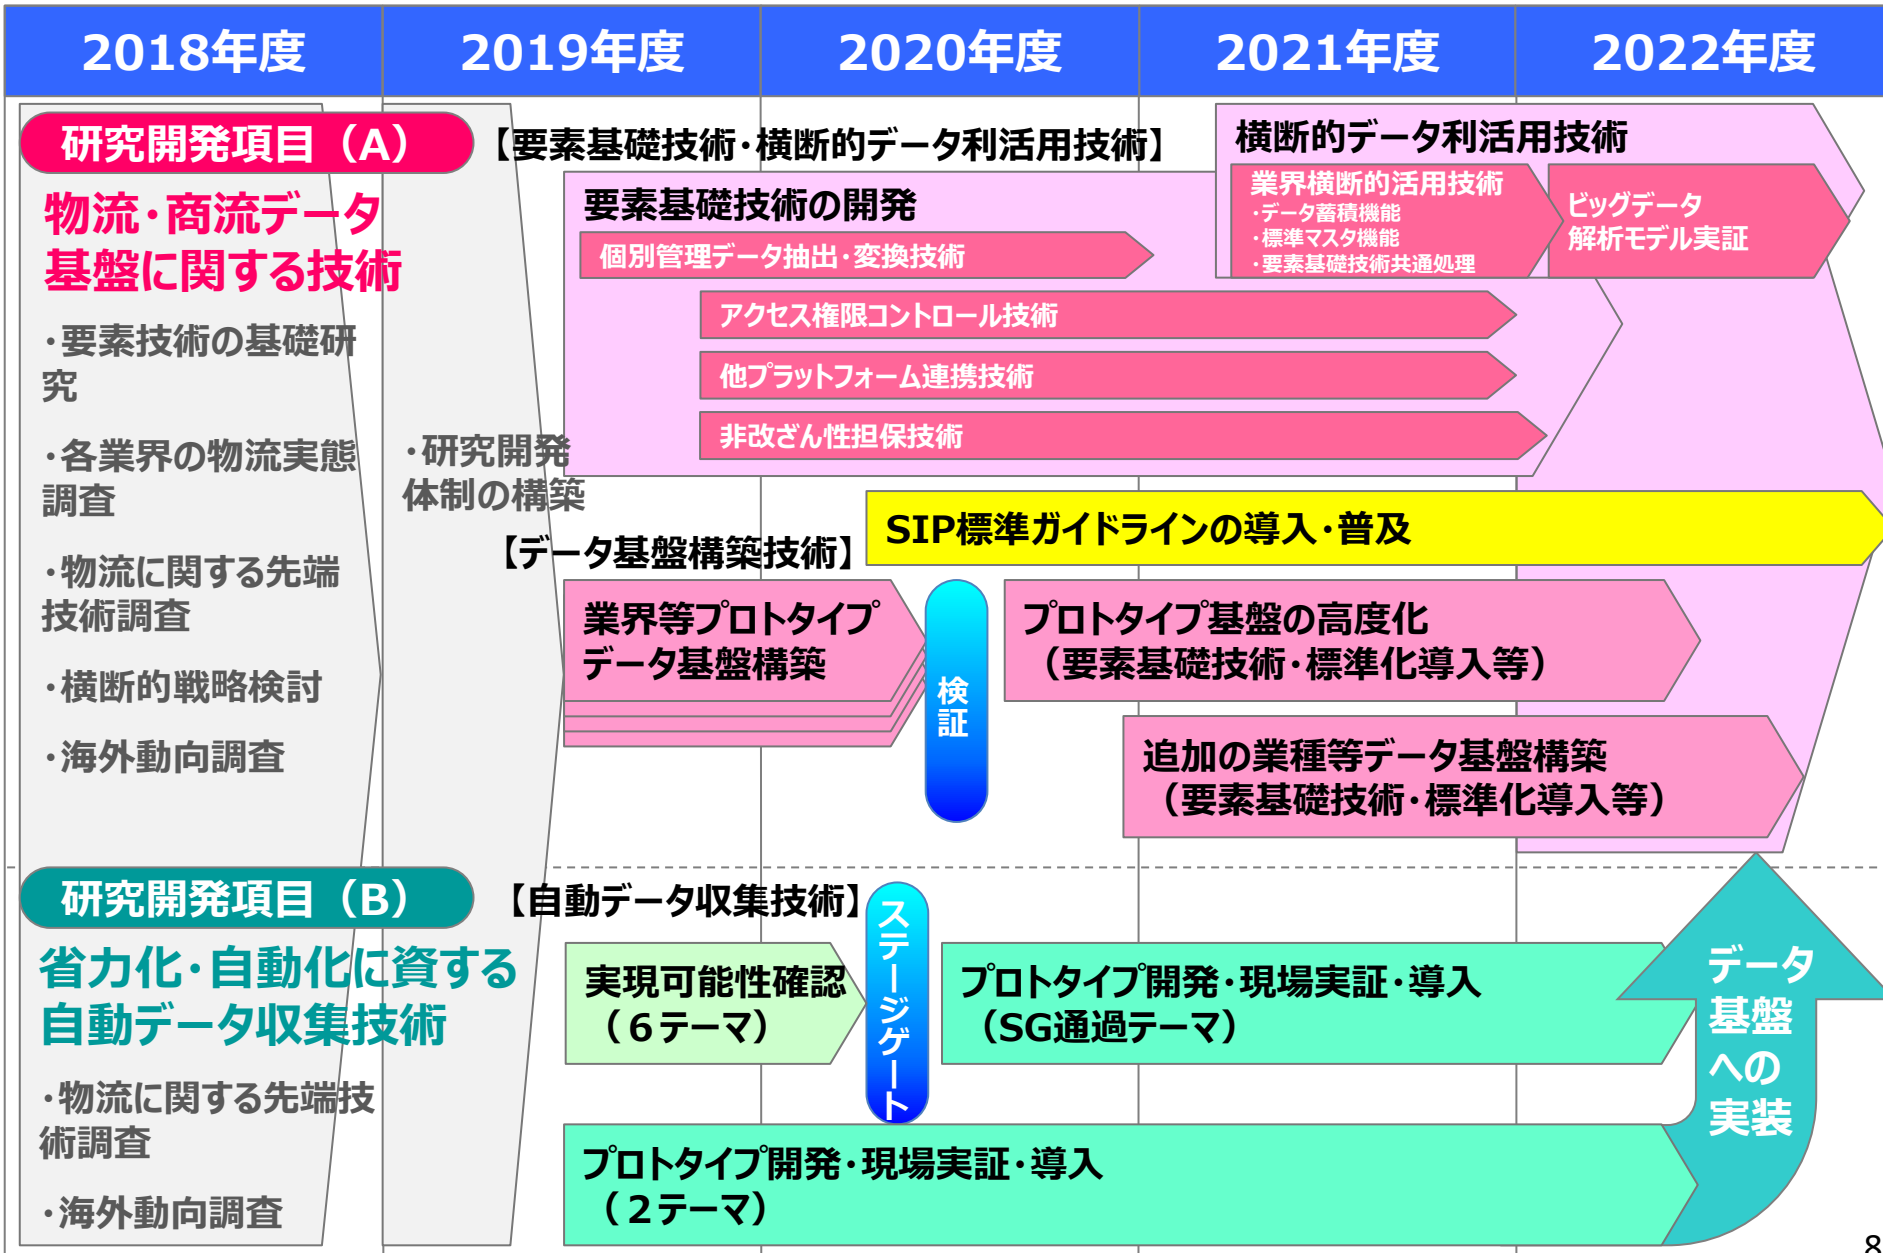 2018年度
2019年度
2020年度
2021年度
2022年度
研究開発項目（A）
物流・商流データ
基盤に関する技術
・要素技術の基礎研
究
・各業界の物流実態
調査
・物流に関する先端
技術調査
・横断的戦略検討
・海外動向調査
・研究開発
体制の構築
【要素基礎技術・横断的データ利活用技術】
要素基礎技術の開発
個別管理データ抽出・変換技術
アクセス権限コントロール技術
他プラットフォーム連携技術
非改ざん性担保技術
横断的データ利活用技術
業界横断的活用技術
・データ蓄積機能
・標準マスタ機能
・要素基礎技術共通処理
ビッグデータ
解析モデル実証
SIP標準ガイドラインの導入・普及
【データ基盤構築技術】
業界等プロトタイプ
データ基盤構築
検証
プロトタイプ基盤の高度化
（要素基礎技術・標準化導入等）
追加の業種等データ基盤構築
（要素基礎技術・標準化導入等）
研究開発項目（B）
省力化・自動化に資する
自動データ収集技術
・物流に関する先端技
術調査
・海外動向調査
【自動データ収集技術】
実現可能性確認
（６テーマ）
ステージゲート
プロトタイプ開発・現場実証・導入
（SG通過テーマ）
プロトタイプ開発・現場実証・導入
（２テーマ）
データ
基盤
への
実装
8